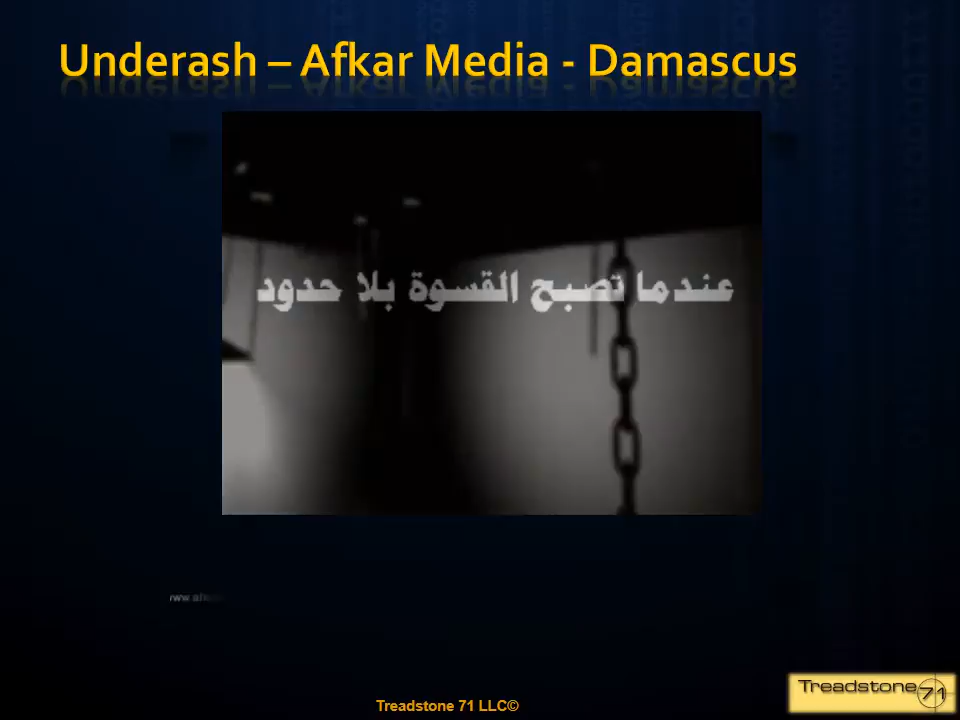 Underash – Afkar Media - Damascus
عندما تصبح القسوة بلا حدود
Treadstone 71 LLC©
Treadstone 71